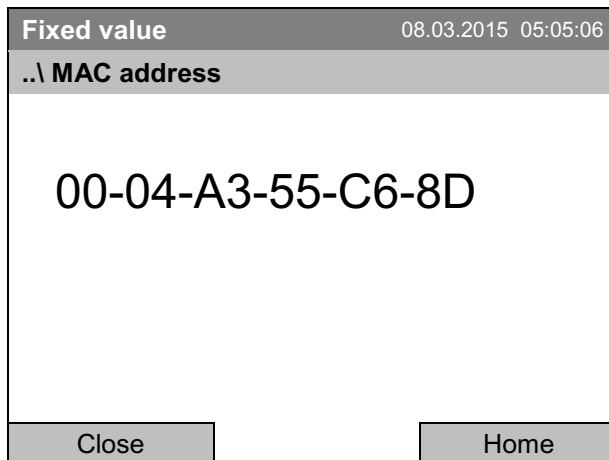 Fixed value 08.03.2015 05:05:06
..\ MAC address
00-04-A3-55-C6-8D
Close Home